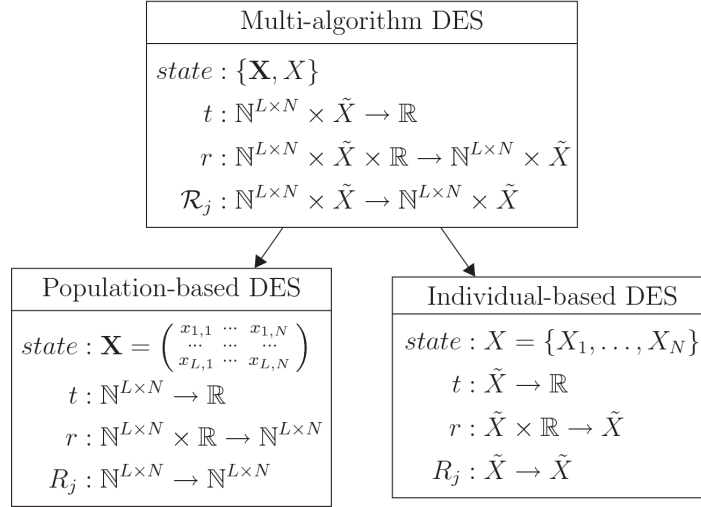 Multi-algorithm DES
state : {𝐗, X}
t : ℕ^{L×N} × X̃ → ℝ
r : ℕ^{L×N} × X̃ × ℝ → ℕ^{L×N} × X̃
ℛ_j : ℕ^{L×N} × X̃ → ℕ^{L×N} × X̃
Population-based DES
x_{1,1} ··· x_{1,N}
state : 𝐗 = ( ··· ··· ··· )
x_{L,1} ··· x_{L,N}
t : ℕ^{L×N} → ℝ
r : ℕ^{L×N} × ℝ → ℕ^{L×N}
R_j : ℕ^{L×N} → ℕ^{L×N}
Individual-based DES
state : X = {X_1, . . . , X_N}
t : X̃ → ℝ
r : X̃ × ℝ → X̃
R_j : X̃ → X̃